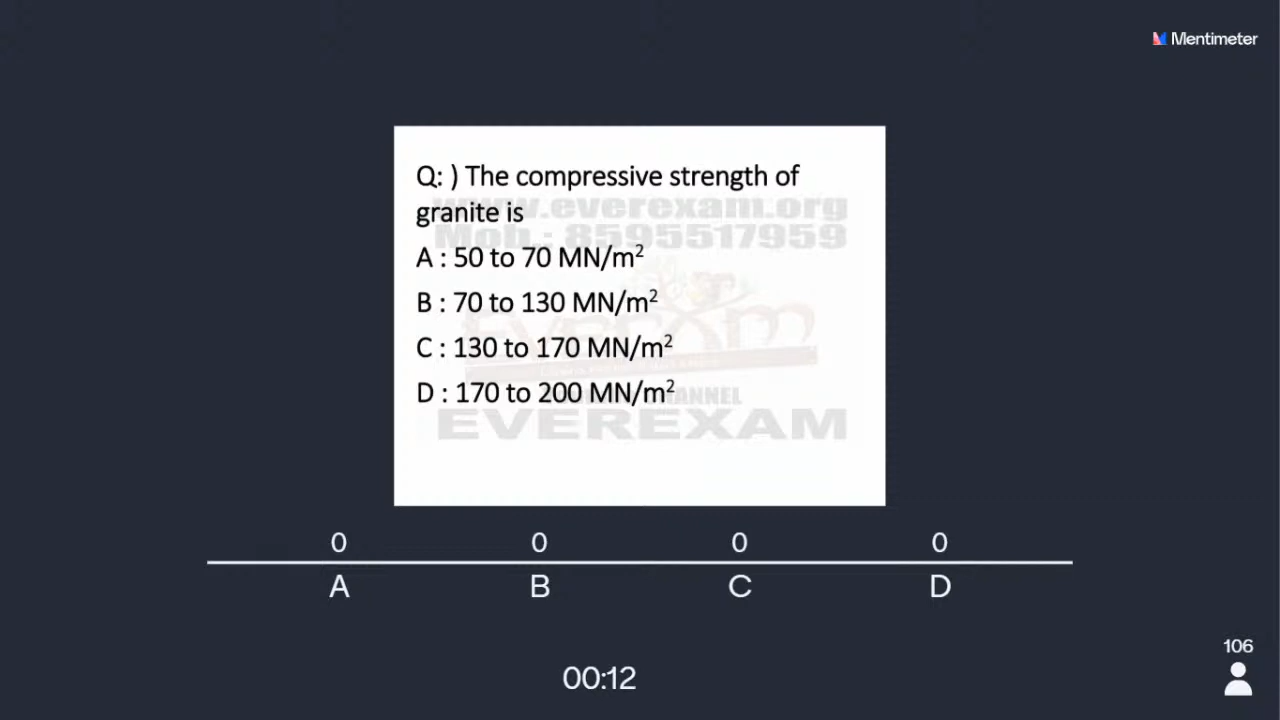 Mentimeter
Q: ) The compressive strength of
granite is
www.everexam.org
Mob.: 8595517959
A : 50 to 70 MN/m²
B : 70 to 130 MN/m²
C : 130 to 170 MN/m²
D : 170 to 200 MN/m²
EVEREXAM
0 0 0 0
A B C D
00:12
106